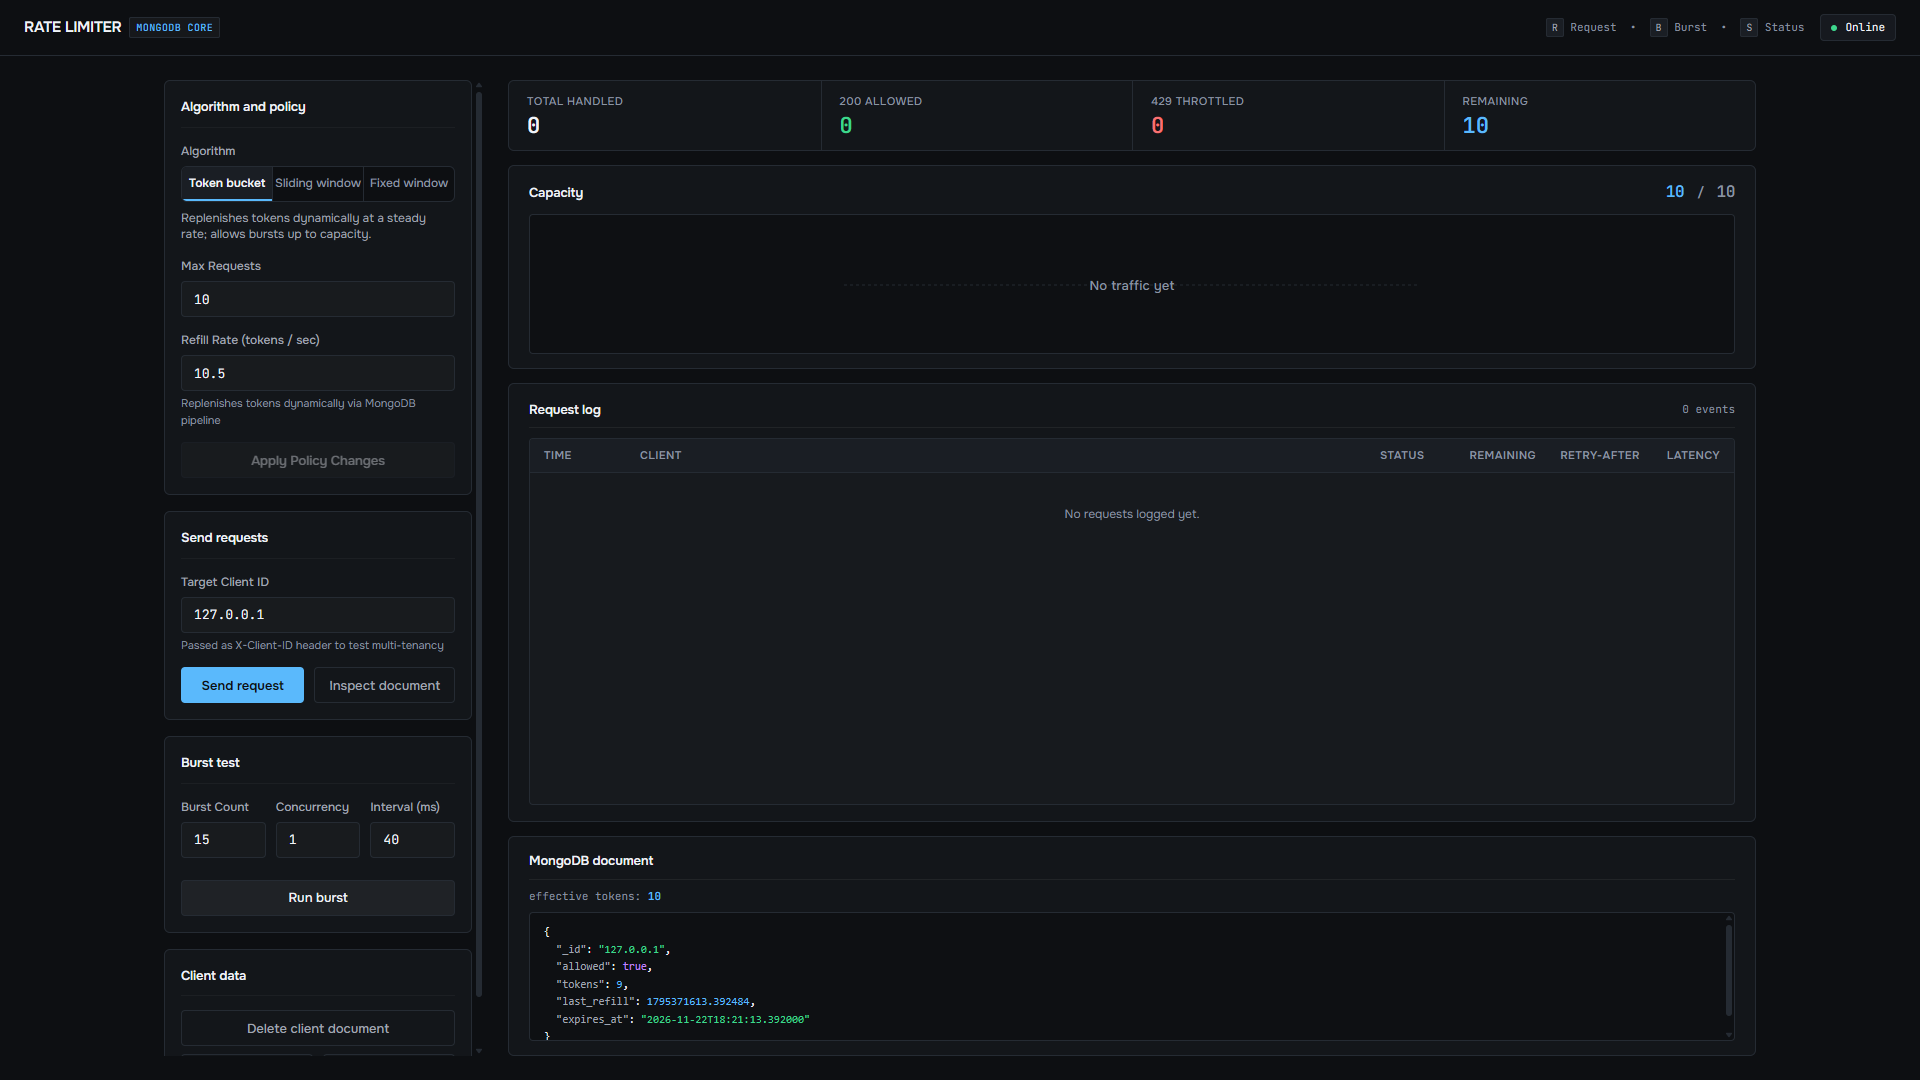 RATE LIMITER MONGODB CORE
R Request • B Burst • S Status Online
Algorithm and policy
Algorithm
Token bucket Sliding window Fixed window
Replenishes tokens dynamically at a steady
rate; allows bursts up to capacity.
Max Requests
10
Refill Rate (tokens / sec)
10.5
Replenishes tokens dynamically via MongoDB
pipeline
Apply Policy Changes
Send requests
Target Client ID
127.0.0.1
Passed as X-Client-ID header to test multi-tenancy
Send request Inspect document
Burst test
Burst Count Concurrency Interval (ms)
15 1 40
Run burst
Client data
Delete client document
TOTAL HANDLED 200 ALLOWED 429 THROTTLED REMAINING
0 0 0 10
Capacity 10 / 10
No traffic yet
Request log 0 events
TIME CLIENT STATUS REMAINING RETRY-AFTER LATENCY
No requests logged yet.
MongoDB document
effective tokens: 10
{
"_id": "127.0.0.1",
"allowed": true,
"tokens": 9,
"last_refill": 1795371613.392484,
"expires_at": "2026-11-22T18:21:13.392000"
}